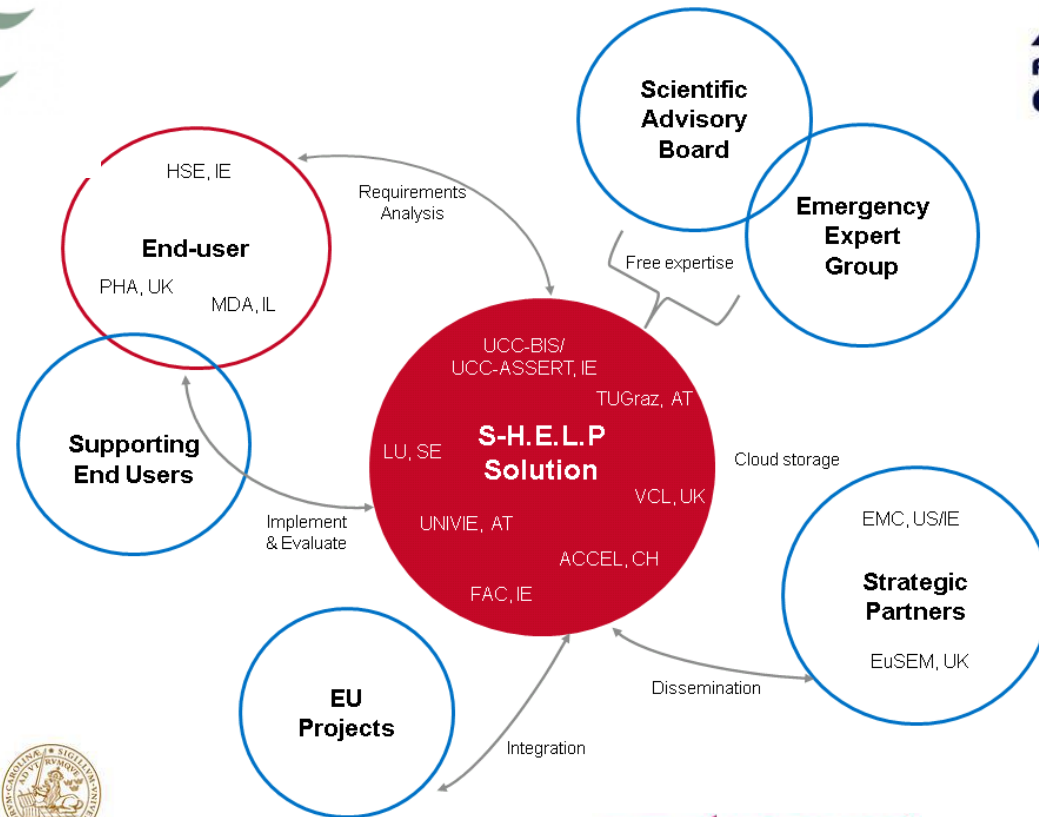 Scientific
Advisory
Board
Emergency
Expert
Group
Free expertise
HSE, IE
End-user
PHA, UK
MDA, IL
Requirements
Analysis
Supporting
End Users
Implement
& Evaluate
UCC-BIS/
UCC-ASSERT, IE
TUGraz, AT
S-H.E.L.P
Solution
LU, SE
VCL, UK
UNIVIE, AT
ACCEL, CH
FAC, IE
Cloud storage
EMC, US/IE
Strategic
Partners
EuSEM, UK
Dissemination
EU
Projects
Integration